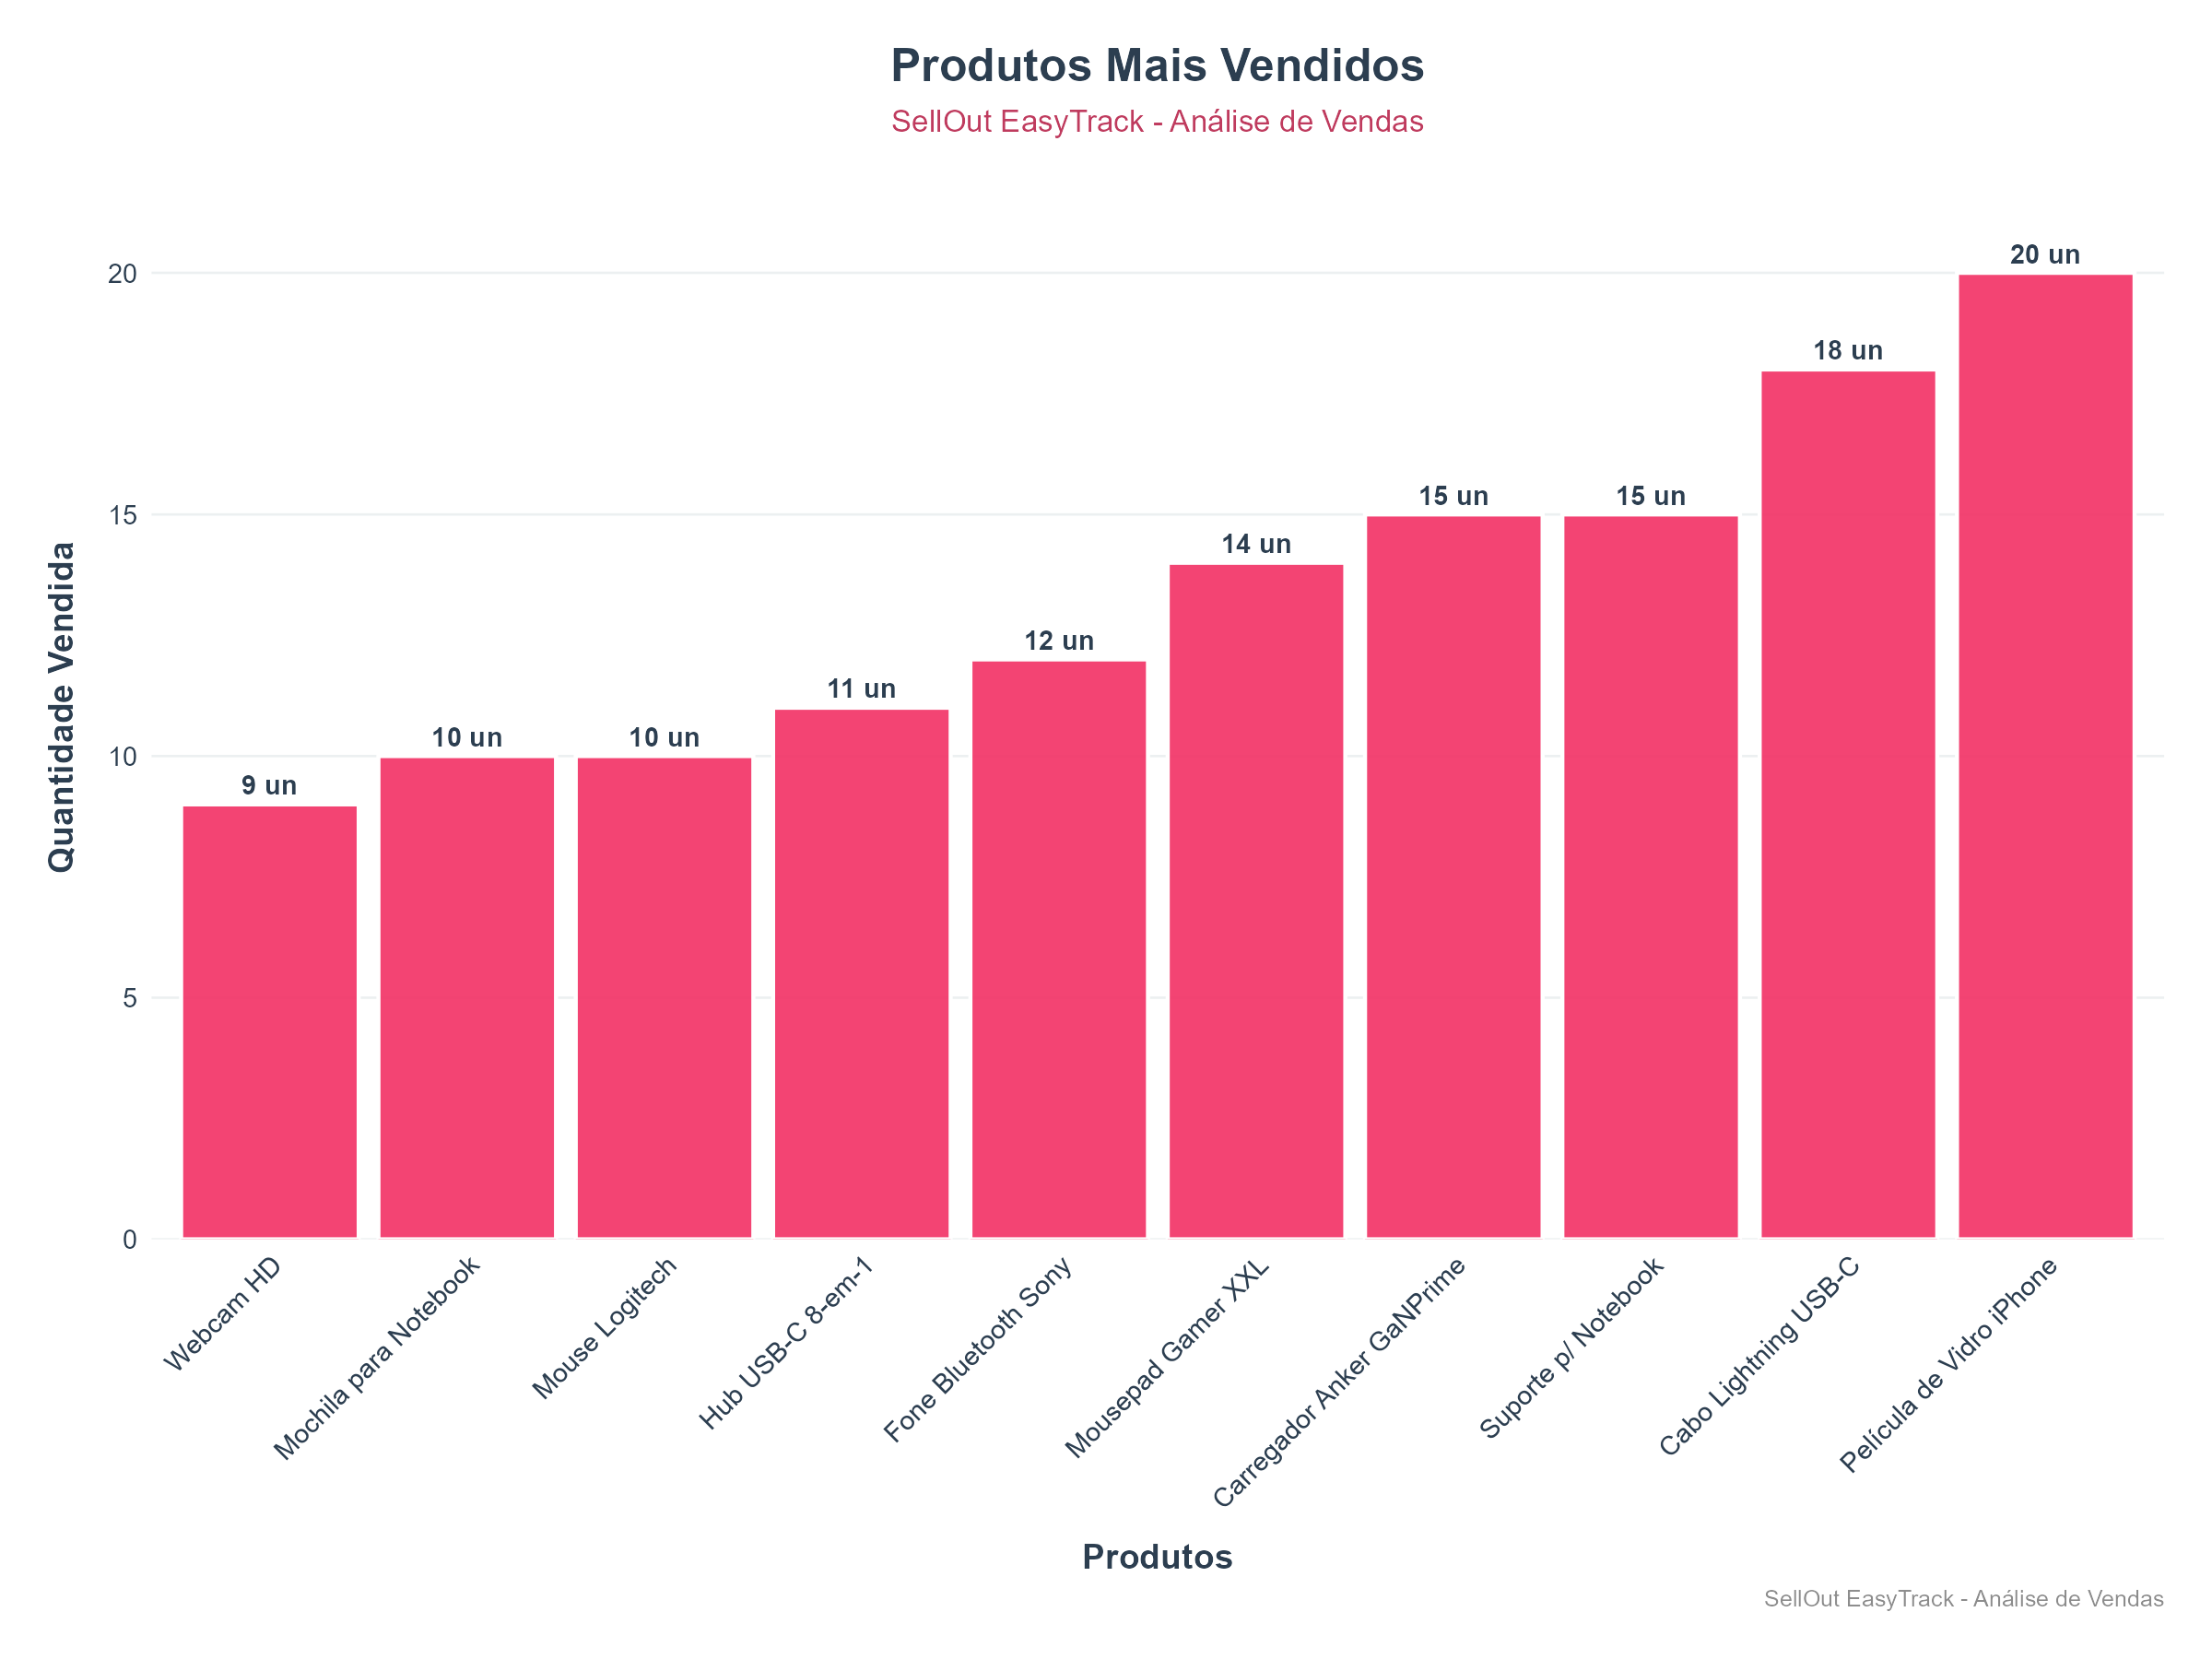 Produtos Mais Vendidos
SellOut EasyTrack - Análise de Vendas
Quantidade Vendida
20
15
10
5
0
9 un
10 un
10 un
11 un
12 un
14 un
15 un
15 un
18 un
20 un
Webcam HD
Mochila para Notebook
Mouse Logitech
Hub USB-C 8-em-1
Fone Bluetooth Sony
Mousepad Gamer XXL
Carregador Anker GaNPrime
Suporte p/ Notebook
Cabo Lightning USB-C
Película de Vidro iPhone
Produtos
SellOut EasyTrack - Análise de Vendas